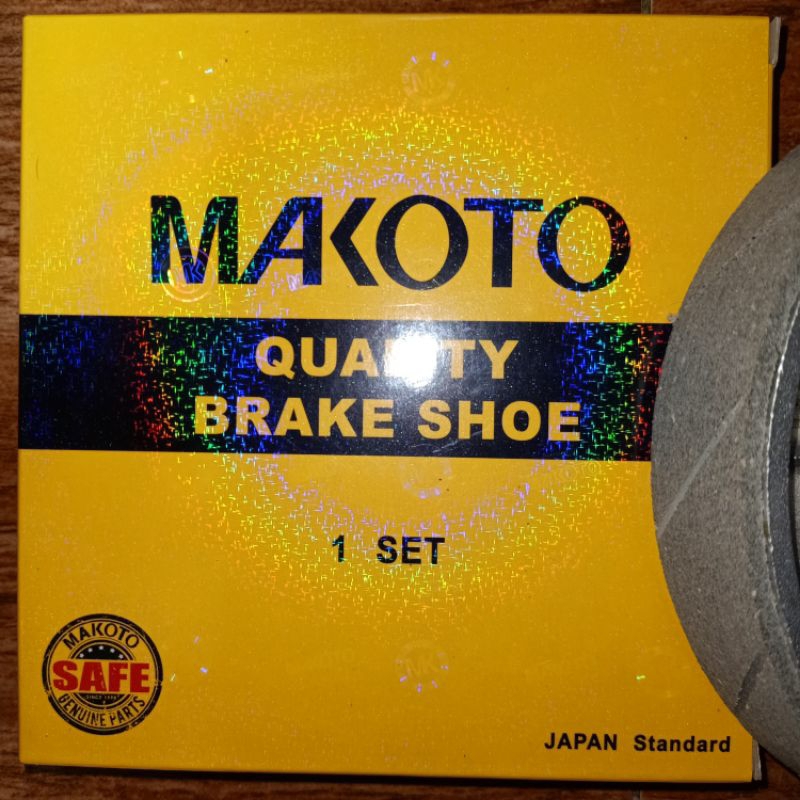 MAKOTO
QUALITY
BRAKE SHOE
1 SET
MAKOTO
SAFE
GENUINE PARTS
JAPAN Standard